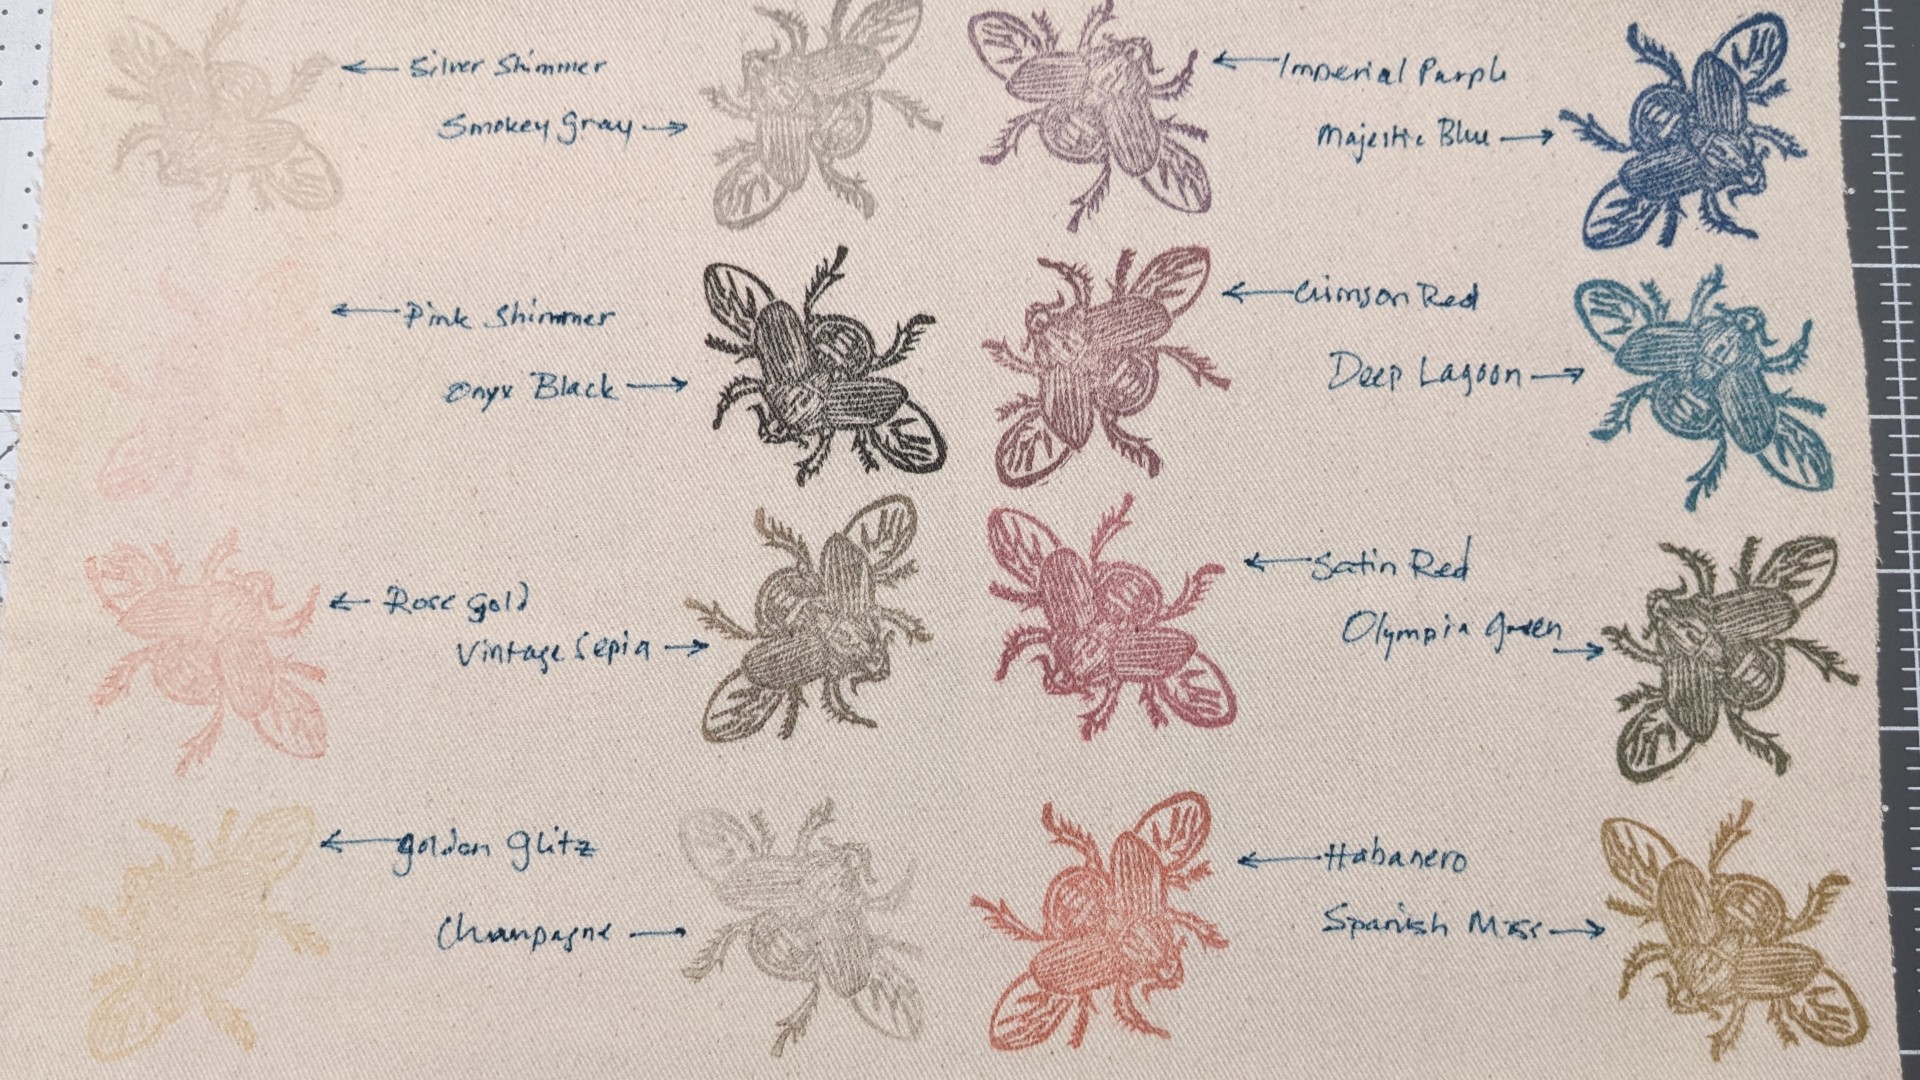 Silver Shimmer
Smokey Gray
Imperial Purple
Majestic Blue
Pink Shimmer
Onyx Black
Crimson Red
Deep Lagoon
Rose Gold
Vintage Sepia
Satin Red
Olympia Green
Golden Glitz
Champagne
Habanero
Spanish Moss